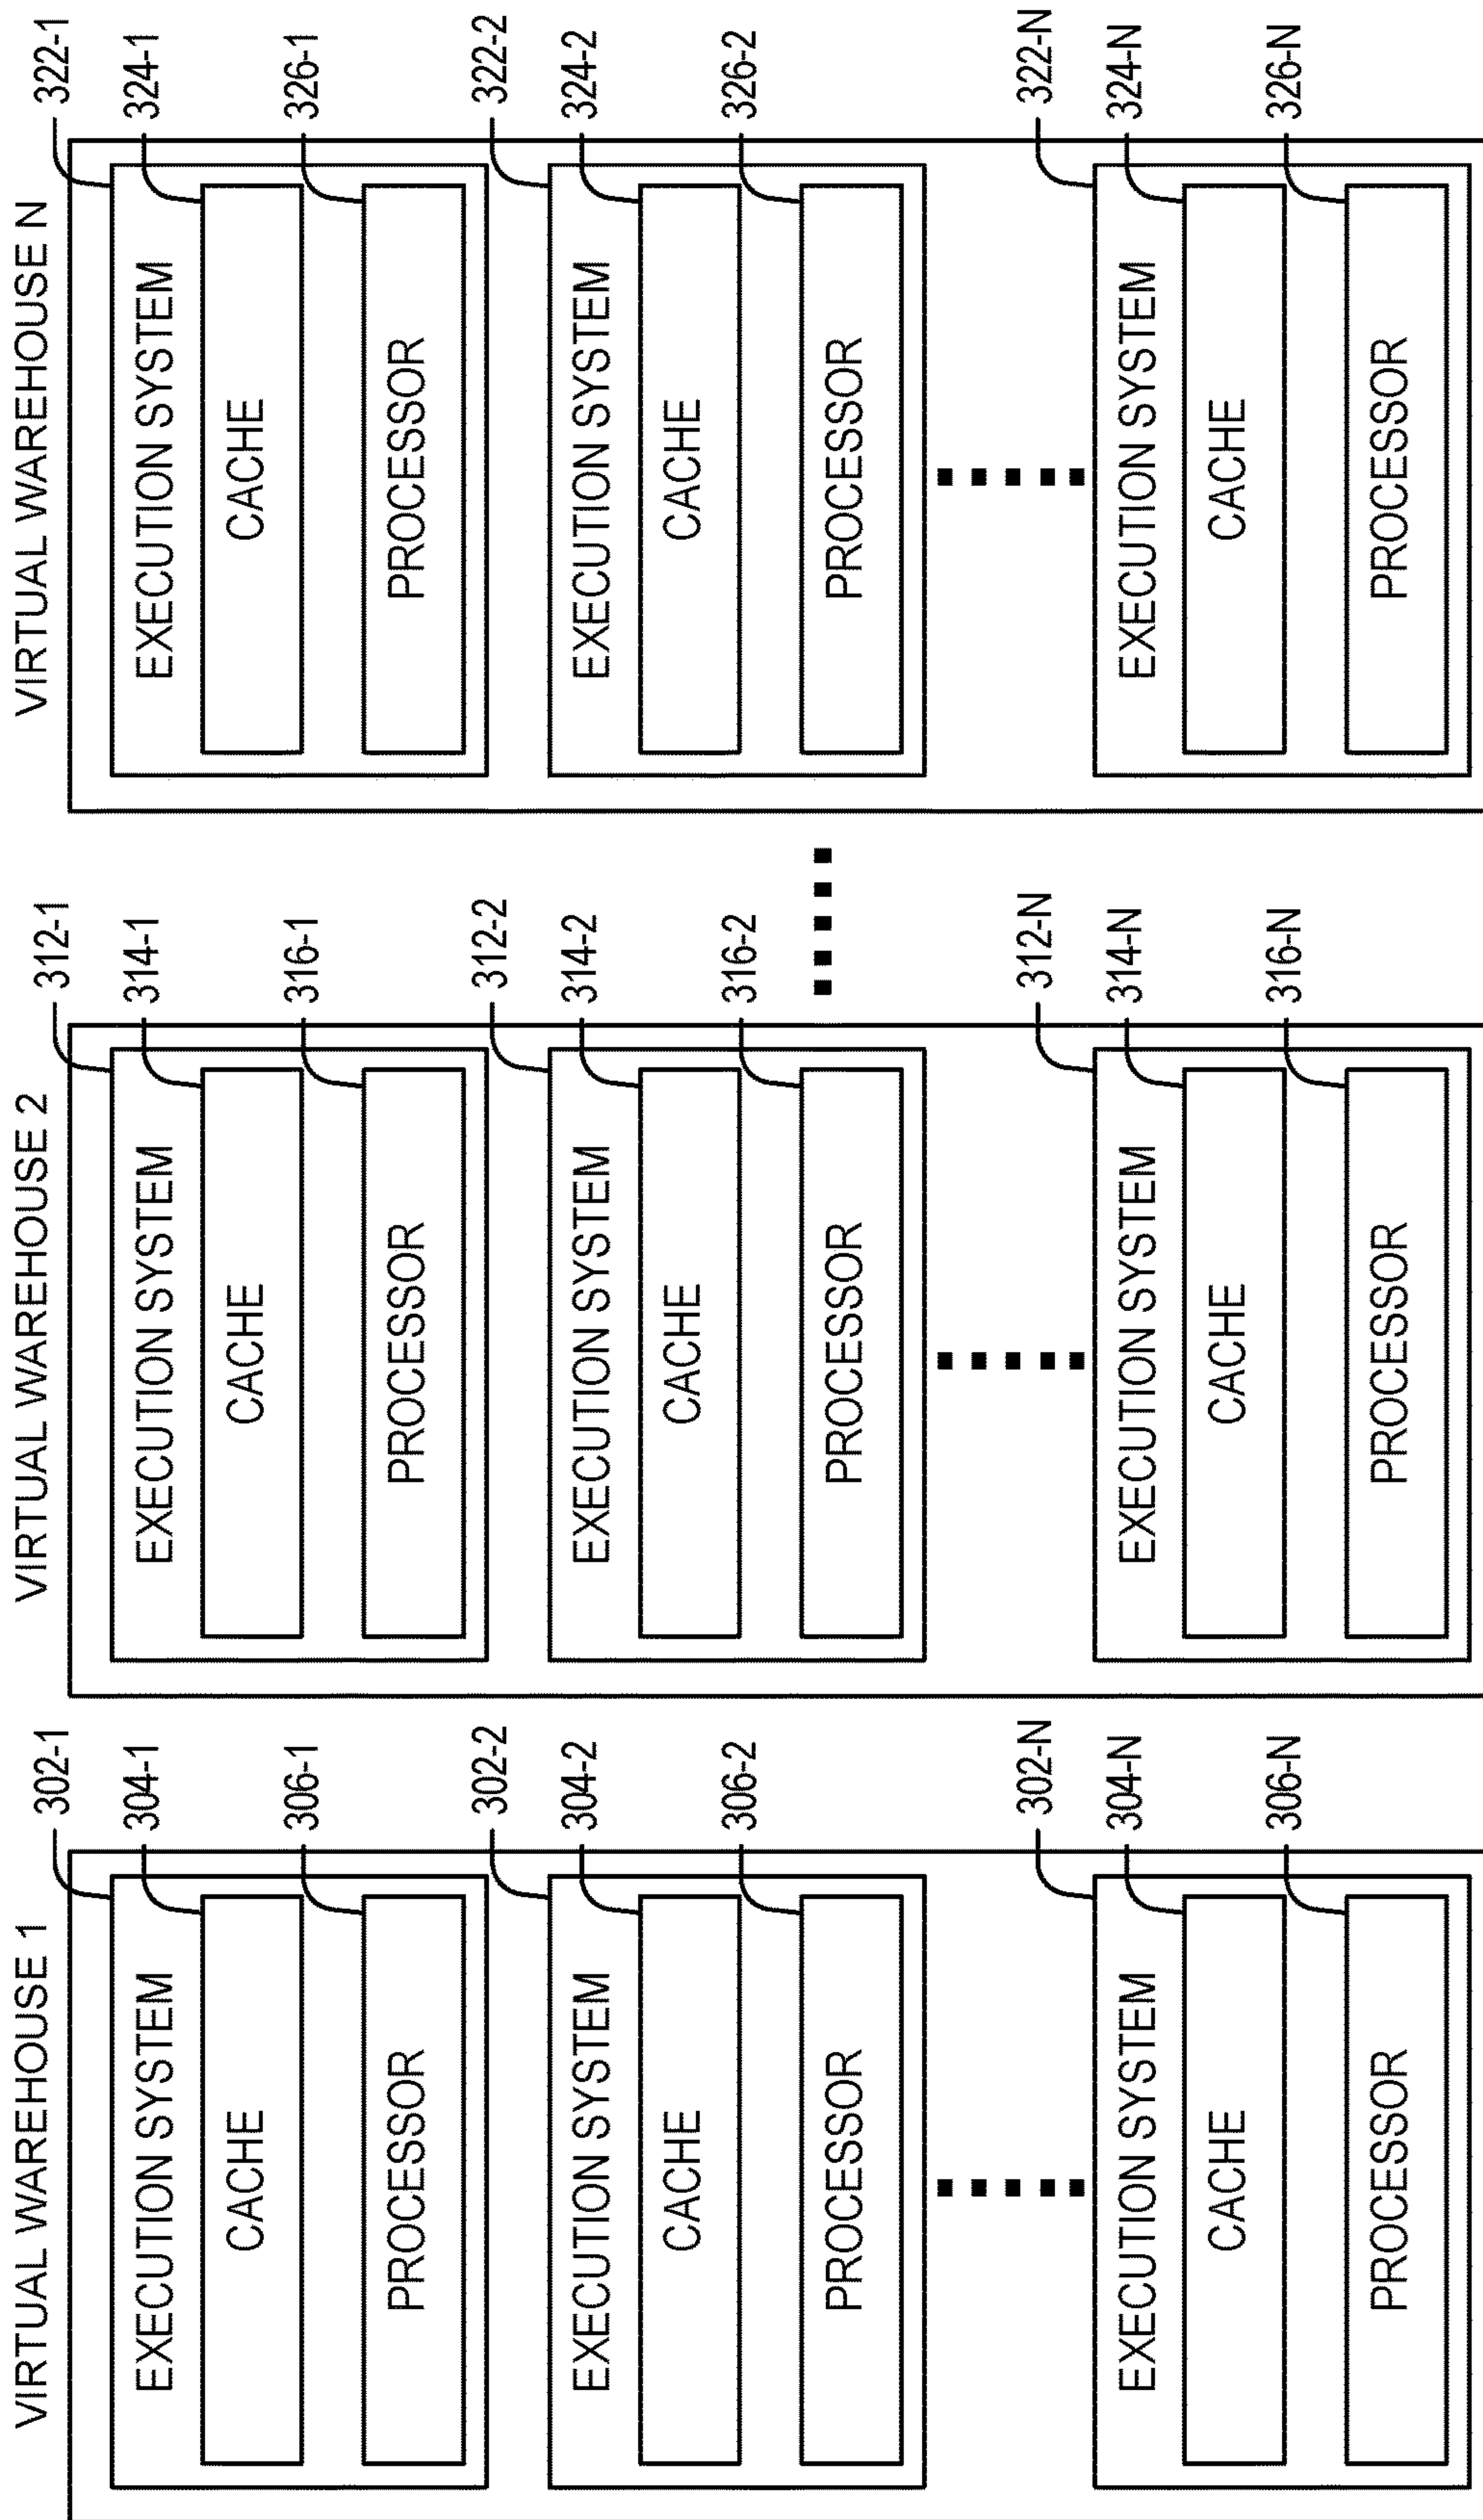 VIRTUAL WAREHOUSE 1
302-1
EXECUTION SYSTEM
304-1
CACHE
306-1
PROCESSOR
302-2
EXECUTION SYSTEM
304-2
CACHE
306-2
PROCESSOR
302-N
EXECUTION SYSTEM
304-N
CACHE
306-N
PROCESSOR
VIRTUAL WAREHOUSE 2
312-1
EXECUTION SYSTEM
314-1
CACHE
316-1
PROCESSOR
312-2
EXECUTION SYSTEM
314-2
CACHE
316-2
PROCESSOR
312-N
EXECUTION SYSTEM
314-N
CACHE
316-N
PROCESSOR
VIRTUAL WAREHOUSE N
322-1
EXECUTION SYSTEM
324-1
CACHE
326-1
PROCESSOR
322-2
EXECUTION SYSTEM
324-2
CACHE
326-2
PROCESSOR
322-N
EXECUTION SYSTEM
324-N
CACHE
326-N
PROCESSOR